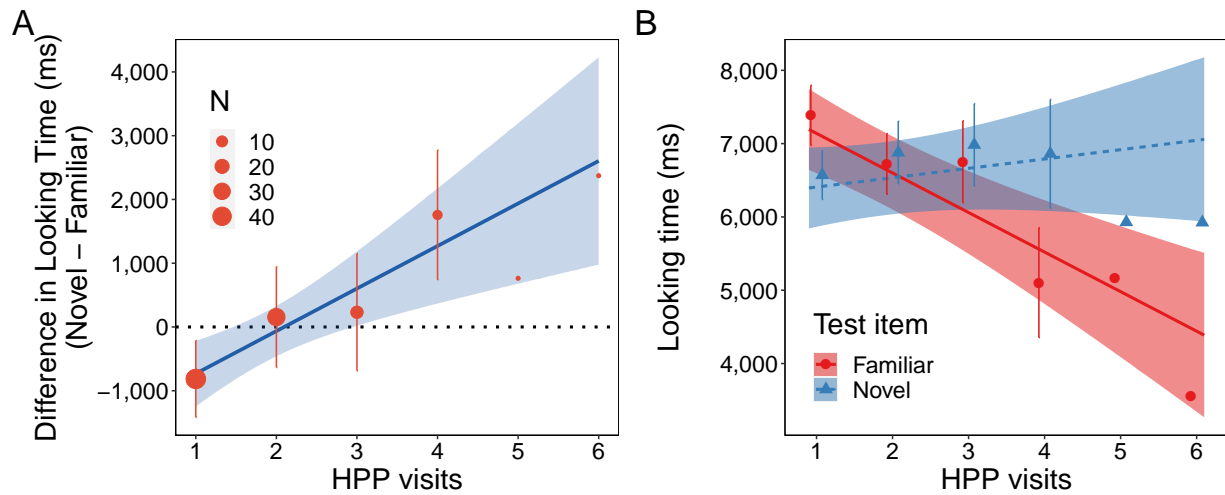 A
Difference in Looking Time (ms)
(Novel – Familiar)
4,000
3,000
2,000
1,000
0
−1,000
N
10
20
30
40
1 2 3 4 5 6
HPP visits
B
Looking time (ms)
8,000
7,000
6,000
5,000
4,000
Test item
Familiar
Novel
1 2 3 4 5 6
HPP visits